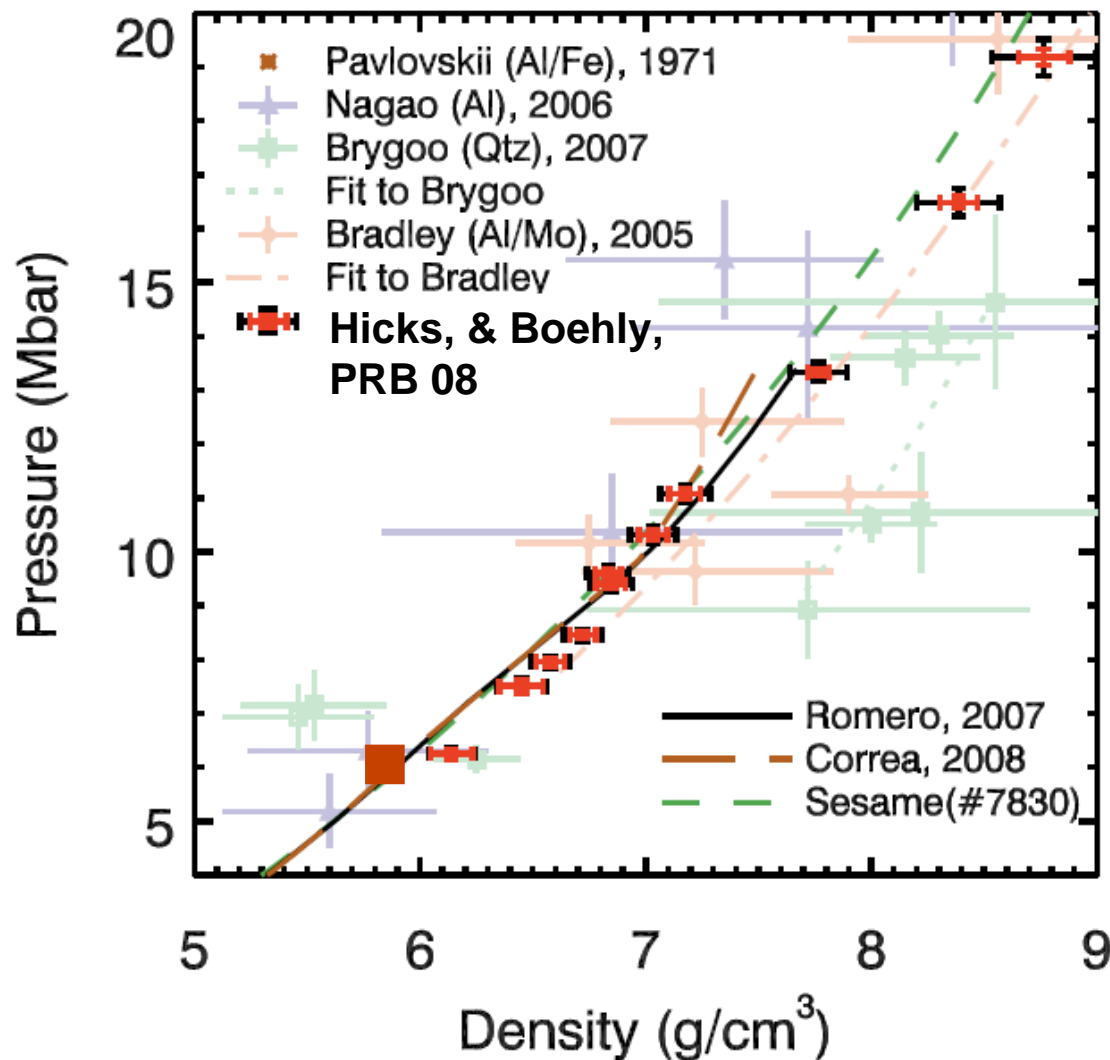 20
15
10
5
Pressure (Mbar)
Pavlovskii (Al/Fe), 1971
Nagao (Al), 2006
Brygoo (Qtz), 2007
Fit to Brygoo
Bradley (Al/Mo), 2005
Fit to Bradley
Hicks, & Boehly,
PRB 08
Romero, 2007
Correa, 2008
Sesame(#7830)
5 6 7 8 9
Density (g/cm³)